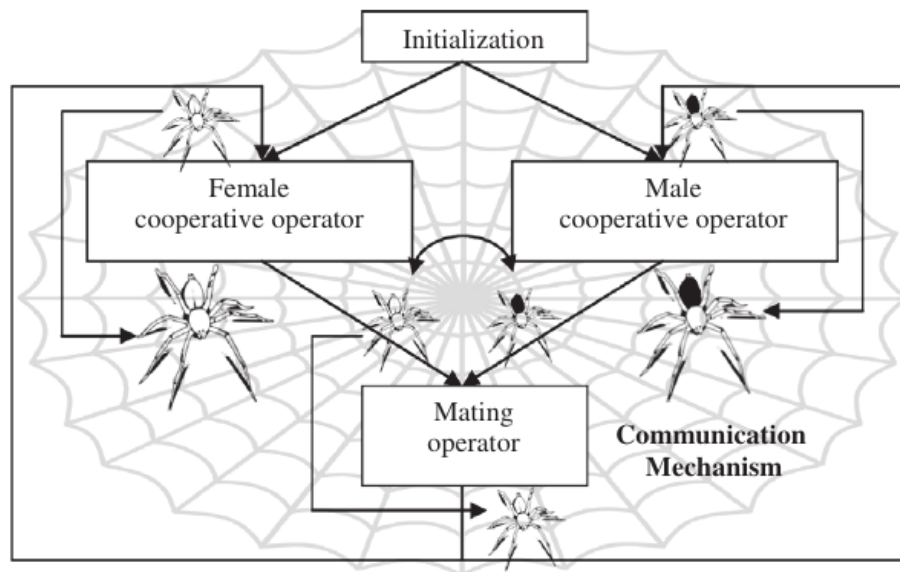 Initialization
Female
cooperative operator
Male
cooperative operator
Mating
operator
Communication
Mechanism